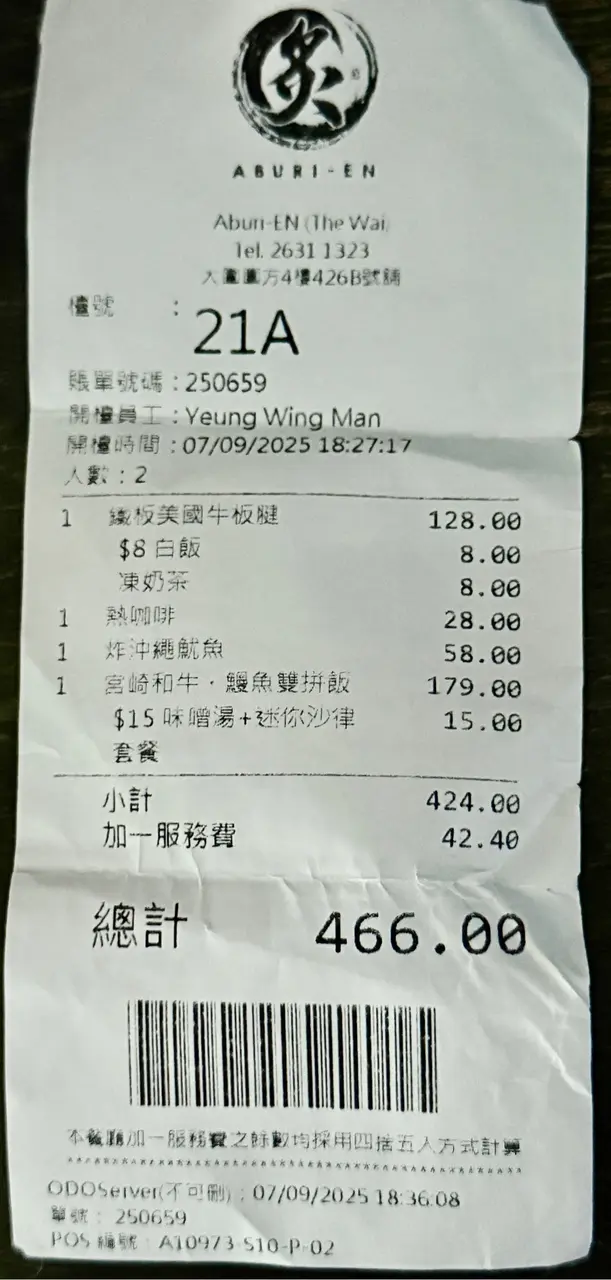 炙
ABURI-EN
Aburi-EN (The Wai)
Tel. 2631 1323
大圍圍方4樓426B號舖
檯號 :
21A
賬單號碼 : 250659
開檯員工 : Yeung Wing Man
開檯時間 : 07/09/2025 18:27:17
人數 : 2
1 鐵板美國牛板腱 128.00
$8 白飯 8.00
凍奶茶 8.00
1 熱咖啡 28.00
1 炸沖繩魷魚 58.00
1 宮崎和牛．鰻魚雙拼飯 179.00
$15 味噌湯+迷你沙律 15.00
套餐
小計 424.00
加一服務費 42.40
總計 466.00
本餐廳加一服務費之餘數均採用四捨五入方式計算
ODOServer(不可刪) : 07/09/2025 18:36:08
單號 : 250659
POS 編號 : A10973-S10-P-02